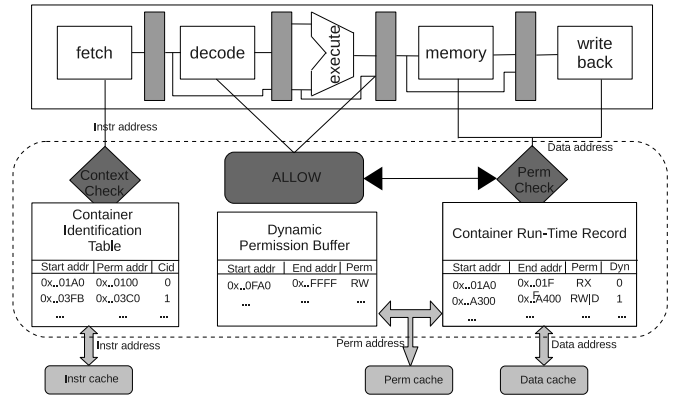 fetch
decode
execute
memory
write
back
Instr address
Data address
Context
Check
ALLOW
Perm
Check
Container
Identification
Table
Start addr Perm addr Cid
0x..01A0 0x..0100 0
0x..03FB 0x..03C0 1
... ... ...
Dynamic
Permission Buffer
Start addr End addr Perm
0x..0FA0 0x..FFFF RW
... ... ...
Container Run-Time Record
Start addr End addr Perm Dyn
0x..01A0 0x..01F
F RX 0
0x..A300 0x..A400 RW|D 1
... ... ... ...
Instr address
Perm address
Data address
Instr cache
Perm cache
Data cache